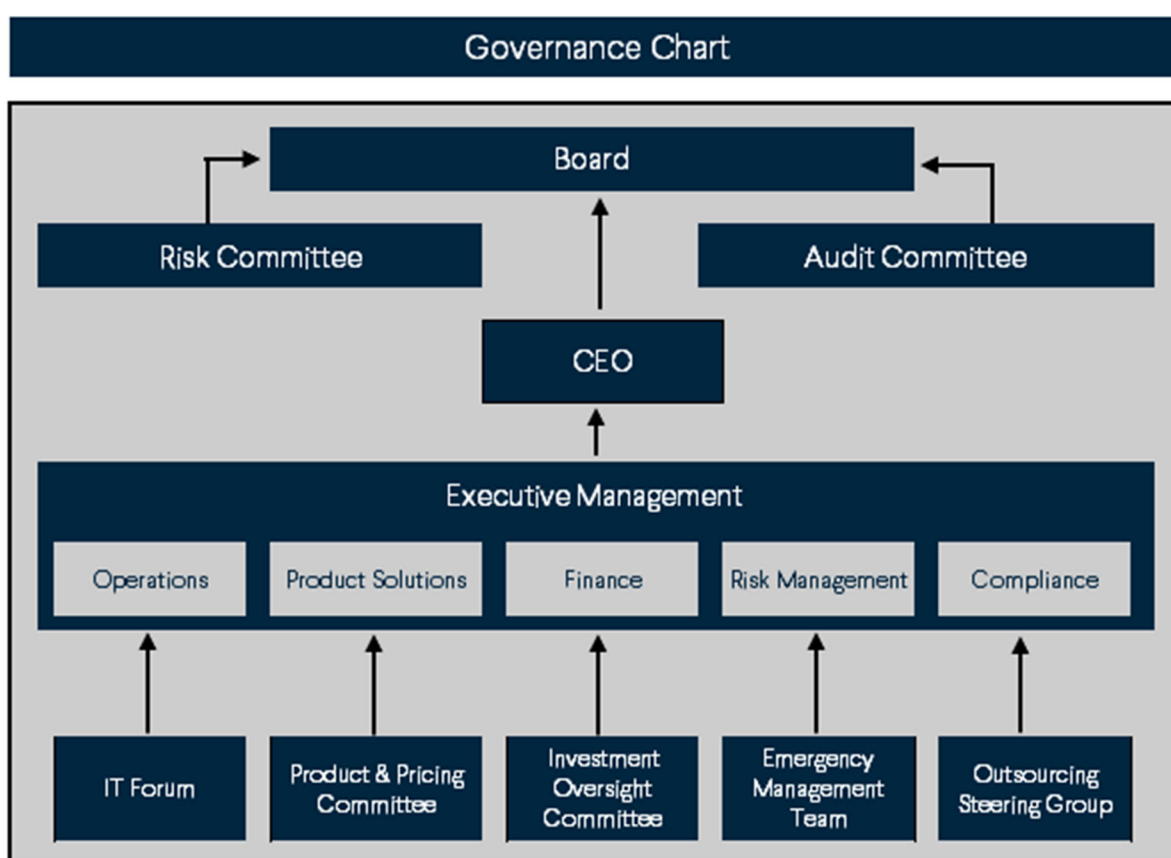 Governance Chart
Board
Risk Committee
Audit Committee
CEO
Executive Management
Operations
Product Solutions
Finance
Risk Management
Compliance
IT Forum
Product & Pricing
Committee
Investment
Oversight
Committee
Emergency
Management
Team
Outsourcing
Steering Group